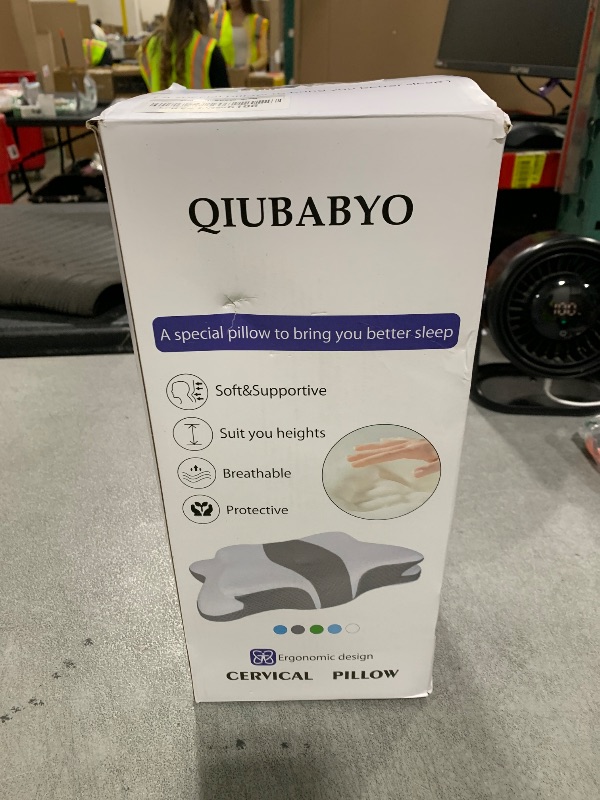 QIUBABYO
A special pillow to bring you better sleep
Soft&Supportive
Suit you heights
Breathable
Protective
Ergonomic design
CERVICAL PILLOW
100